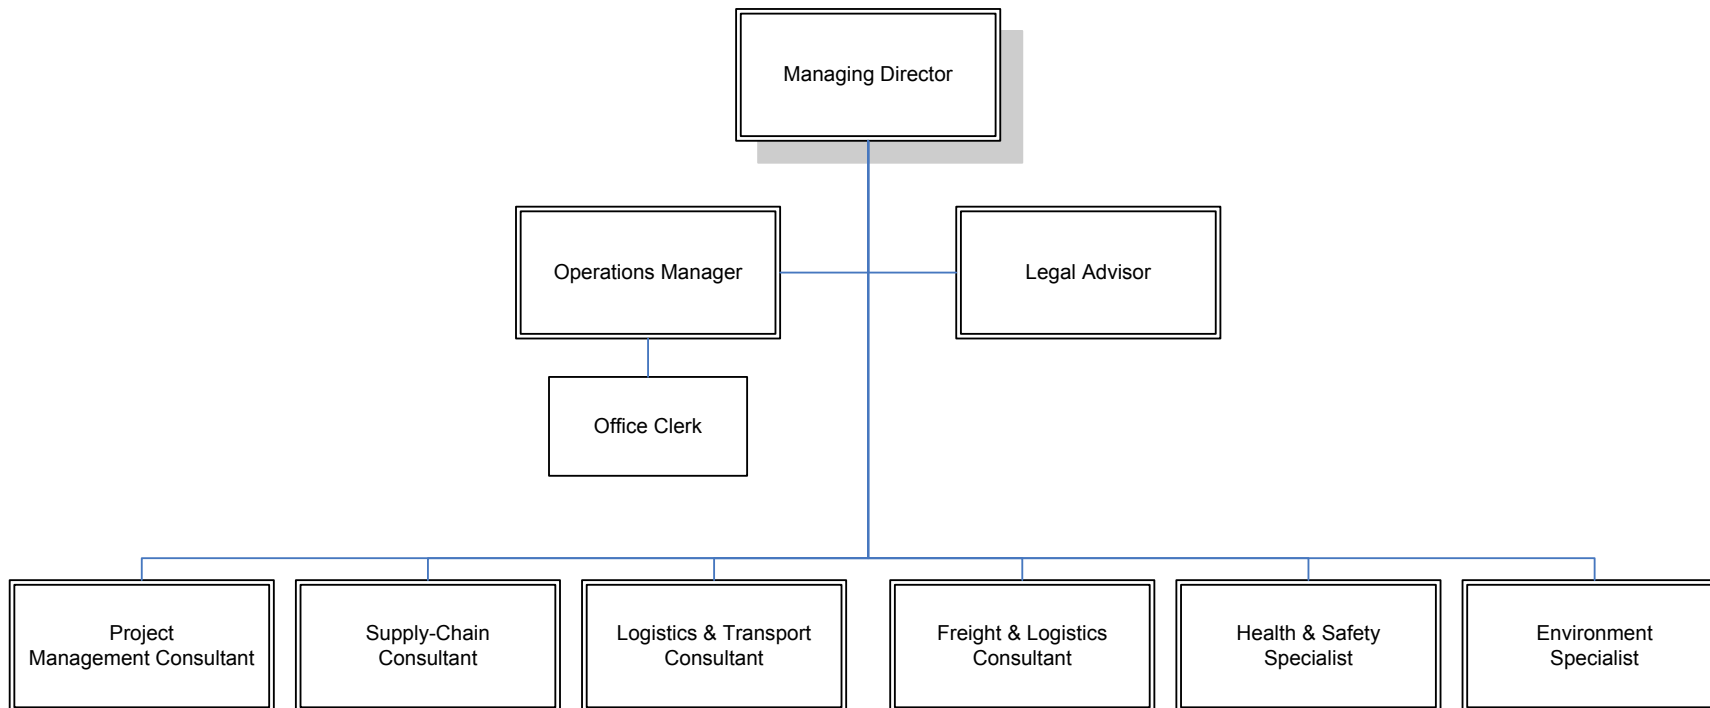 Managing Director
Operations Manager
Legal Advisor
Office Clerk
Project
Management Consultant
Supply-Chain
Consultant
Logistics & Transport
Consultant
Freight & Logistics
Consultant
Health & Safety
Specialist
Environment
Specialist